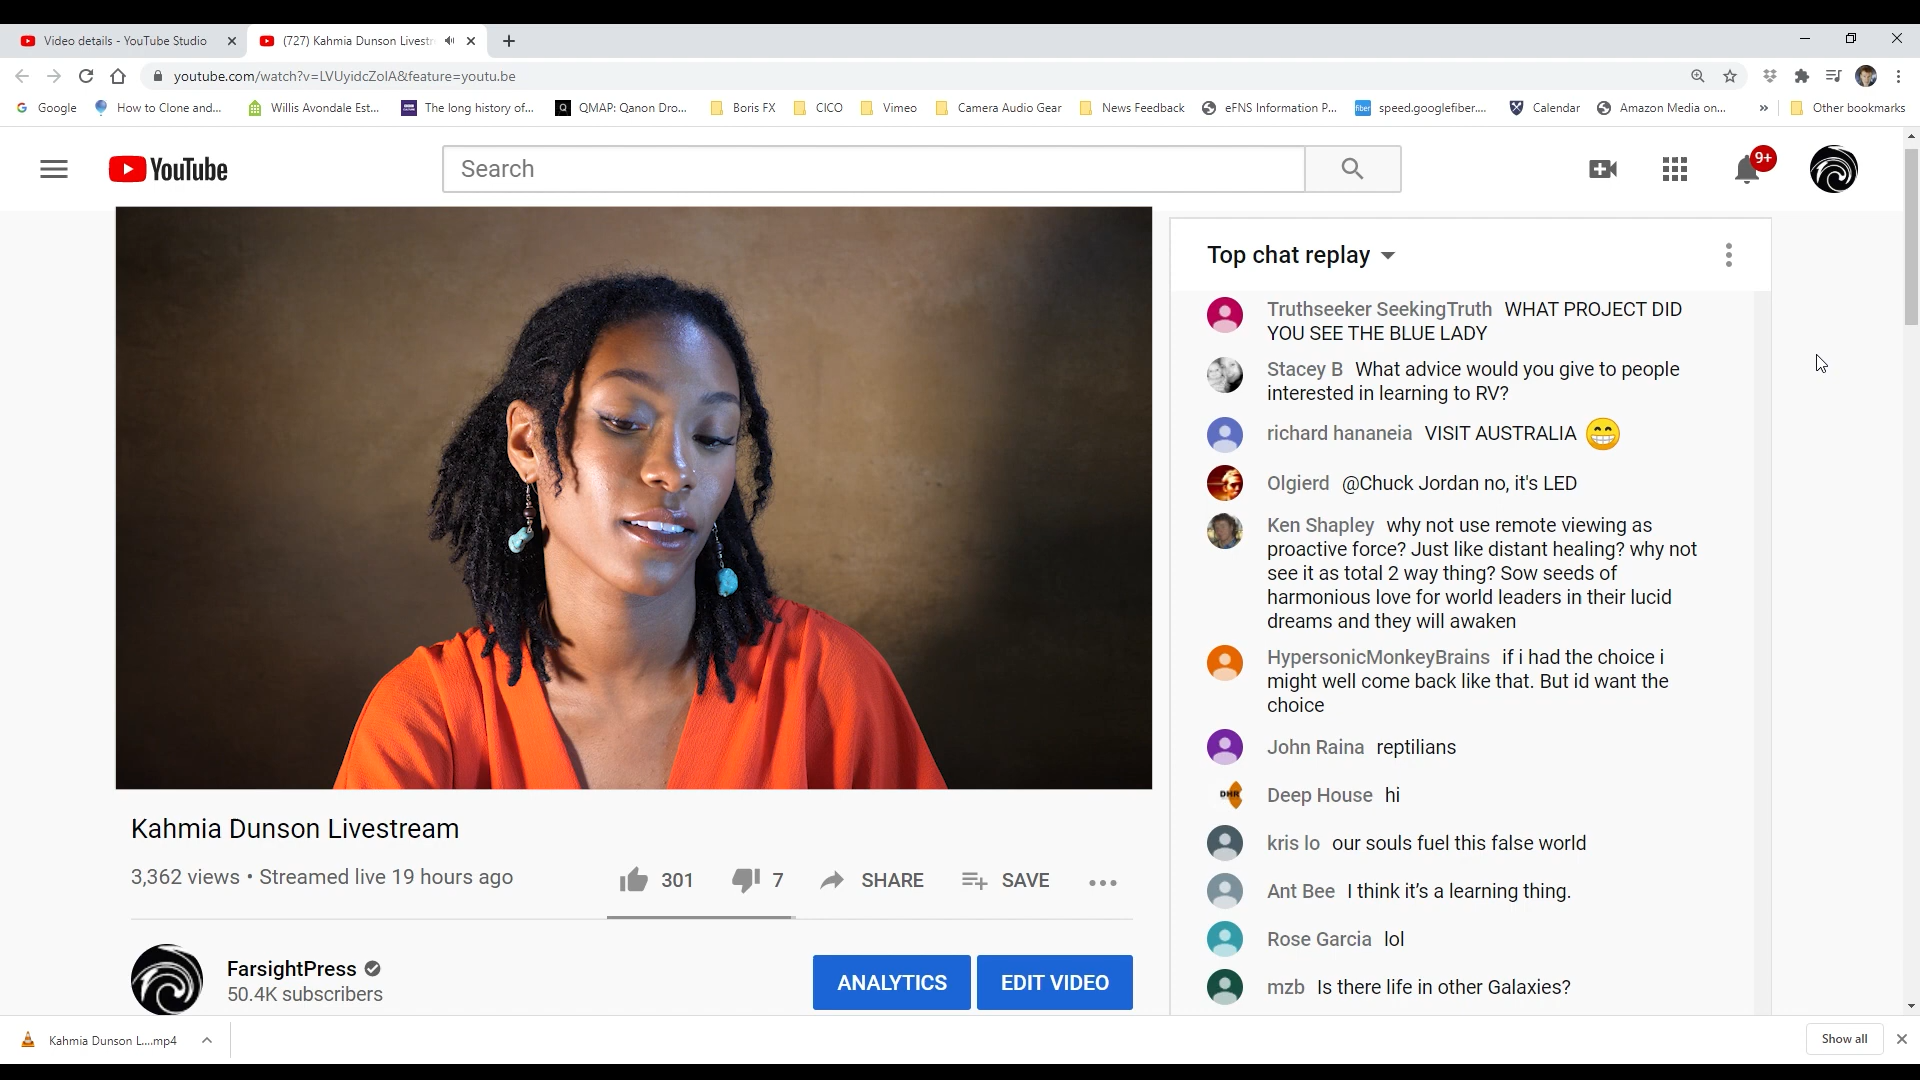 Video details - YouTube Studio
(727) Kahmia Dunson Livestr
youtube.com/watch?v=LVUyidcZolA&feature=youtu.be
Google How to Clone and... Willis Avondale Est... The long history of... QMAP: Qanon Dro... Boris FX CICO Vimeo Camera Audio Gear News Feedback eFNS Information P... speed.googlefiber.... Calendar Amazon Media on... » Other bookmarks
YouTube
Search
9+
Top chat replay
Truthseeker SeekingTruth WHAT PROJECT DID
YOU SEE THE BLUE LADY
Stacey B What advice would you give to people
interested in learning to RV?
richard hananeia VISIT AUSTRALIA
Olgierd @Chuck Jordan no, it's LED
Ken Shapley why not use remote viewing as
proactive force? Just like distant healing? why not
see it as total 2 way thing? Sow seeds of
harmonious love for world leaders in their lucid
dreams and they will awaken
HypersonicMonkeyBrains if i had the choice i
might well come back like that. But id want the
choice
John Raina reptilians
DHR
Deep House hi
kris lo our souls fuel this false world
Ant Bee I think it's a learning thing.
Rose Garcia lol
mzb Is there life in other Galaxies?
Kahmia Dunson Livestream
3,362 views • Streamed live 19 hours ago
301 7 SHARE SAVE
FarsightPress
50.4K subscribers
ANALYTICS EDIT VIDEO
Kahmia Dunson L....mp4
Show all